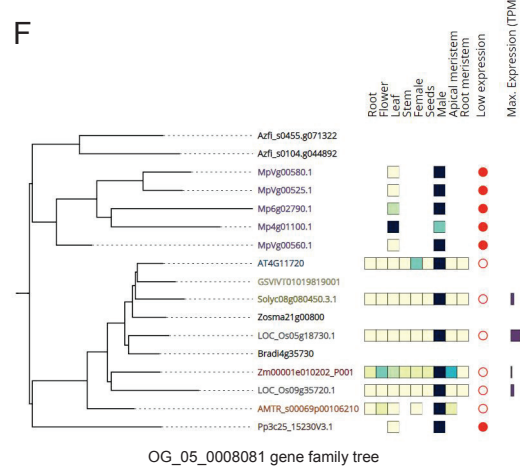 F
Root
Flower
Leaf
Stem
Female
Seeds
Male
Apical meristem
Root meristem
Low expression
Max. Expression (TPM)
Azfi_s0455.g071322
Azfi_s0104.g044892
MpVg00580.1
MpVg00525.1
Mp6g02790.1
Mp4g01100.1
MpVg00560.1
AT4G11720
GSVIVT01019819001
Solyc08g080450.3.1
Zosma21g00800
LOC_Os05g18730.1
Bradi4g35730
Zm00001e010202_P001
LOC_Os09g35720.1
AMTR_s00069p00106210
Pp3c25_15230V3.1
OG_05_0008081 gene family tree